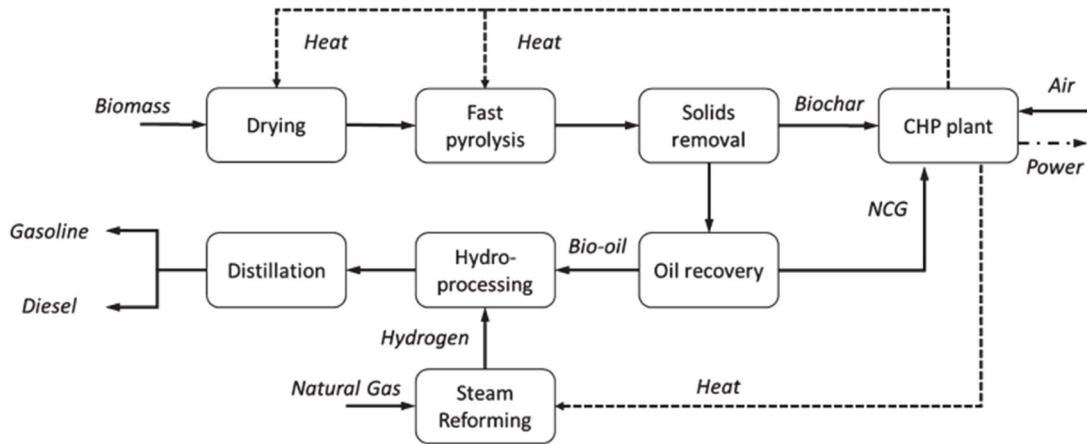 Heat
Heat
Biomass
Drying
Fast
pyrolysis
Solids
removal
Biochar
CHP plant
Air
Power
NCG
Gasoline
Diesel
Distillation
Hydro-
processing
Bio-oil
Oil recovery
Hydrogen
Natural Gas
Steam
Reforming
Heat